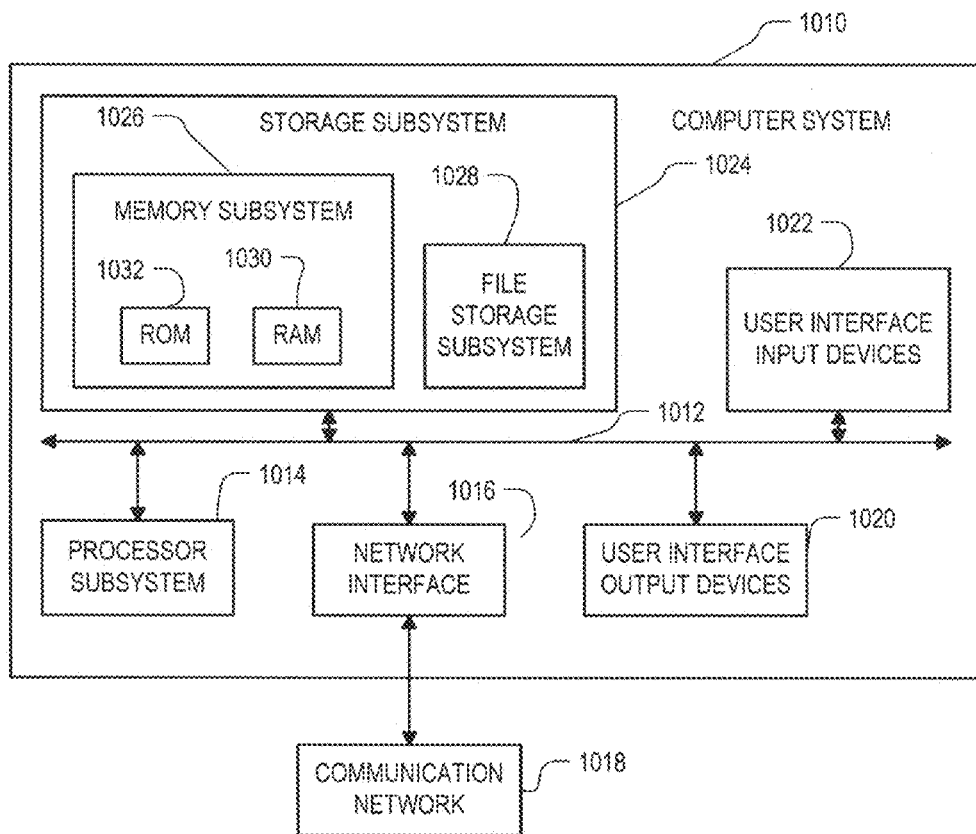 1010
STORAGE SUBSYSTEM
COMPUTER SYSTEM
1026
1024
1028
MEMORY SUBSYSTEM
1022
1032
1030
ROM
RAM
FILE
STORAGE
SUBSYSTEM
USER INTERFACE
INPUT DEVICES
1012
1014
1016
1020
PROCESSOR
SUBSYSTEM
NETWORK
INTERFACE
USER INTERFACE
OUTPUT DEVICES
1018
COMMUNICATION
NETWORK